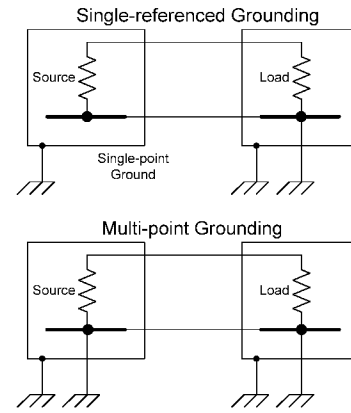 Single-referenced Grounding
Source
Load
Single-point
Ground
Multi-point Grounding
Source
Load